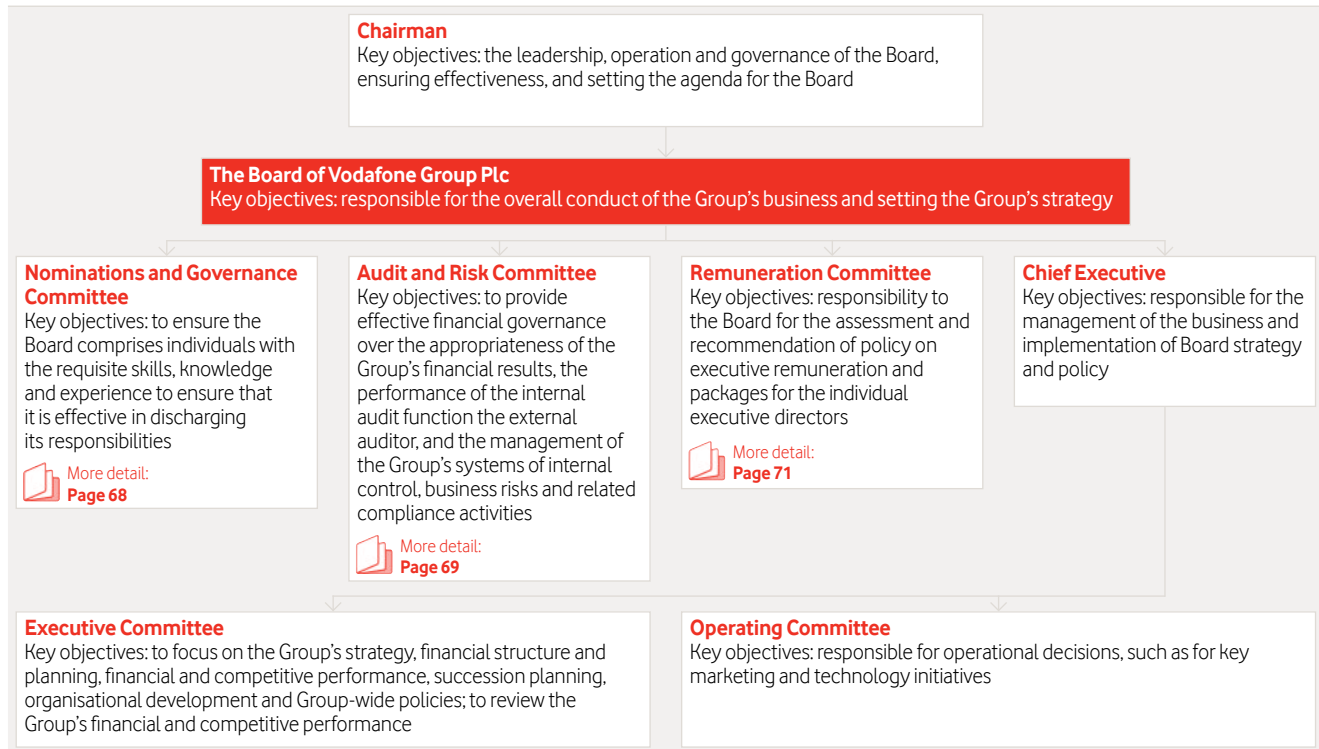 Chairman
Key objectives: the leadership, operation and governance of the Board,
ensuring effectiveness, and setting the agenda for the Board
The Board of Vodafone Group Plc
Key objectives: responsible for the overall conduct of the Group’s business and setting the Group’s strategy
Nominations and Governance
Committee
Key objectives: to ensure the
Board comprises individuals with
the requisite skills, knowledge
and experience to ensure that
it is effective in discharging
its responsibilities
More detail:
Page 68
Audit and Risk Committee
Key objectives: to provide
effective financial governance
over the appropriateness of the
Group’s financial results, the
performance of the internal
audit function the external
auditor, and the management of
the Group’s systems of internal
control, business risks and related
compliance activities
More detail:
Page 69
Remuneration Committee
Key objectives: responsibility to
the Board for the assessment and
recommendation of policy on
executive remuneration and
packages for the individual
executive directors
More detail:
Page 71
Chief Executive
Key objectives: responsible for the
management of the business and
implementation of Board strategy
and policy
Executive Committee
Key objectives: to focus on the Group’s strategy, financial structure and
planning, financial and competitive performance, succession planning,
organisational development and Group-wide policies; to review the
Group’s financial and competitive performance
Operating Committee
Key objectives: responsible for operational decisions, such as for key
marketing and technology initiatives